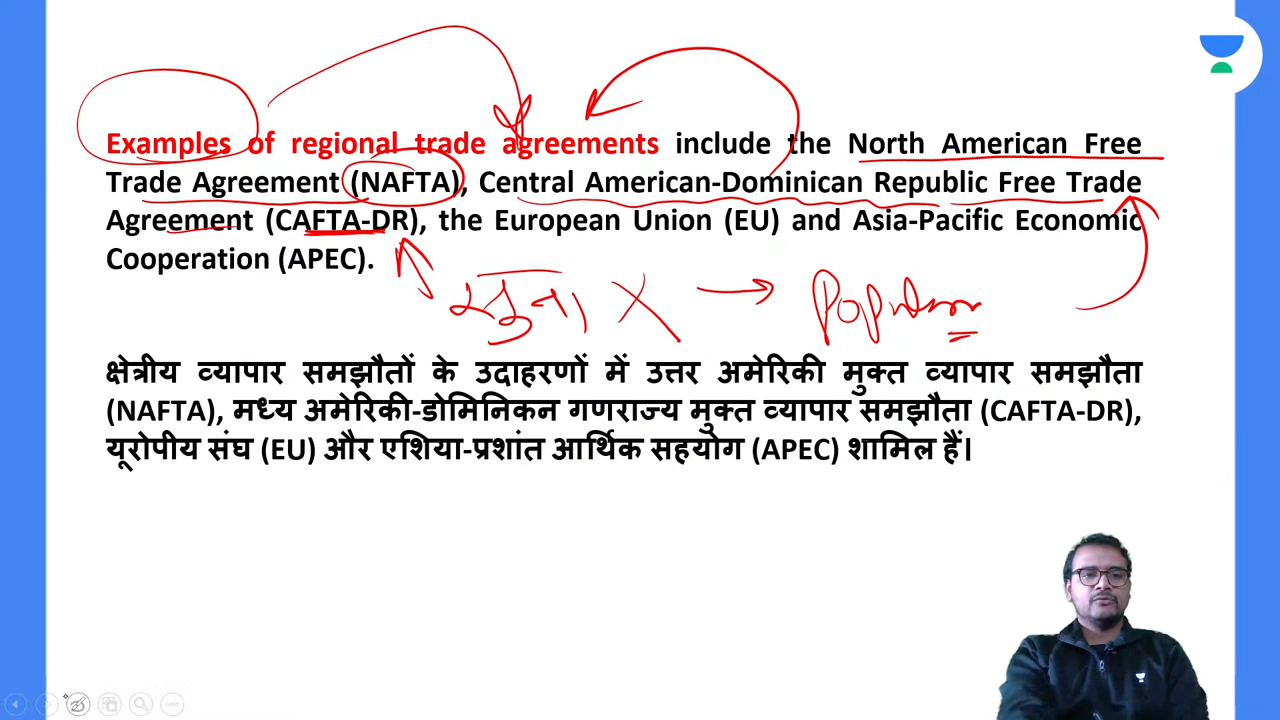 Examples of regional trade agreements include the North American Free
Trade Agreement (NAFTA), Central American-Dominican Republic Free Trade
Agreement (CAFTA-DR), the European Union (EU) and Asia-Pacific Economic
Cooperation (APEC).
क्षेत्रीय व्यापार समझौतों के उदाहरणों में उत्तर अमेरिकी मुक्त व्यापार समझौता
(NAFTA), मध्य अमेरिकी-डोमिनिकन गणराज्य मुक्त व्यापार समझौता (CAFTA-DR),
यूरोपीय संघ (EU) और एशिया-प्रशांत आर्थिक सहयोग (APEC) शामिल हैं।